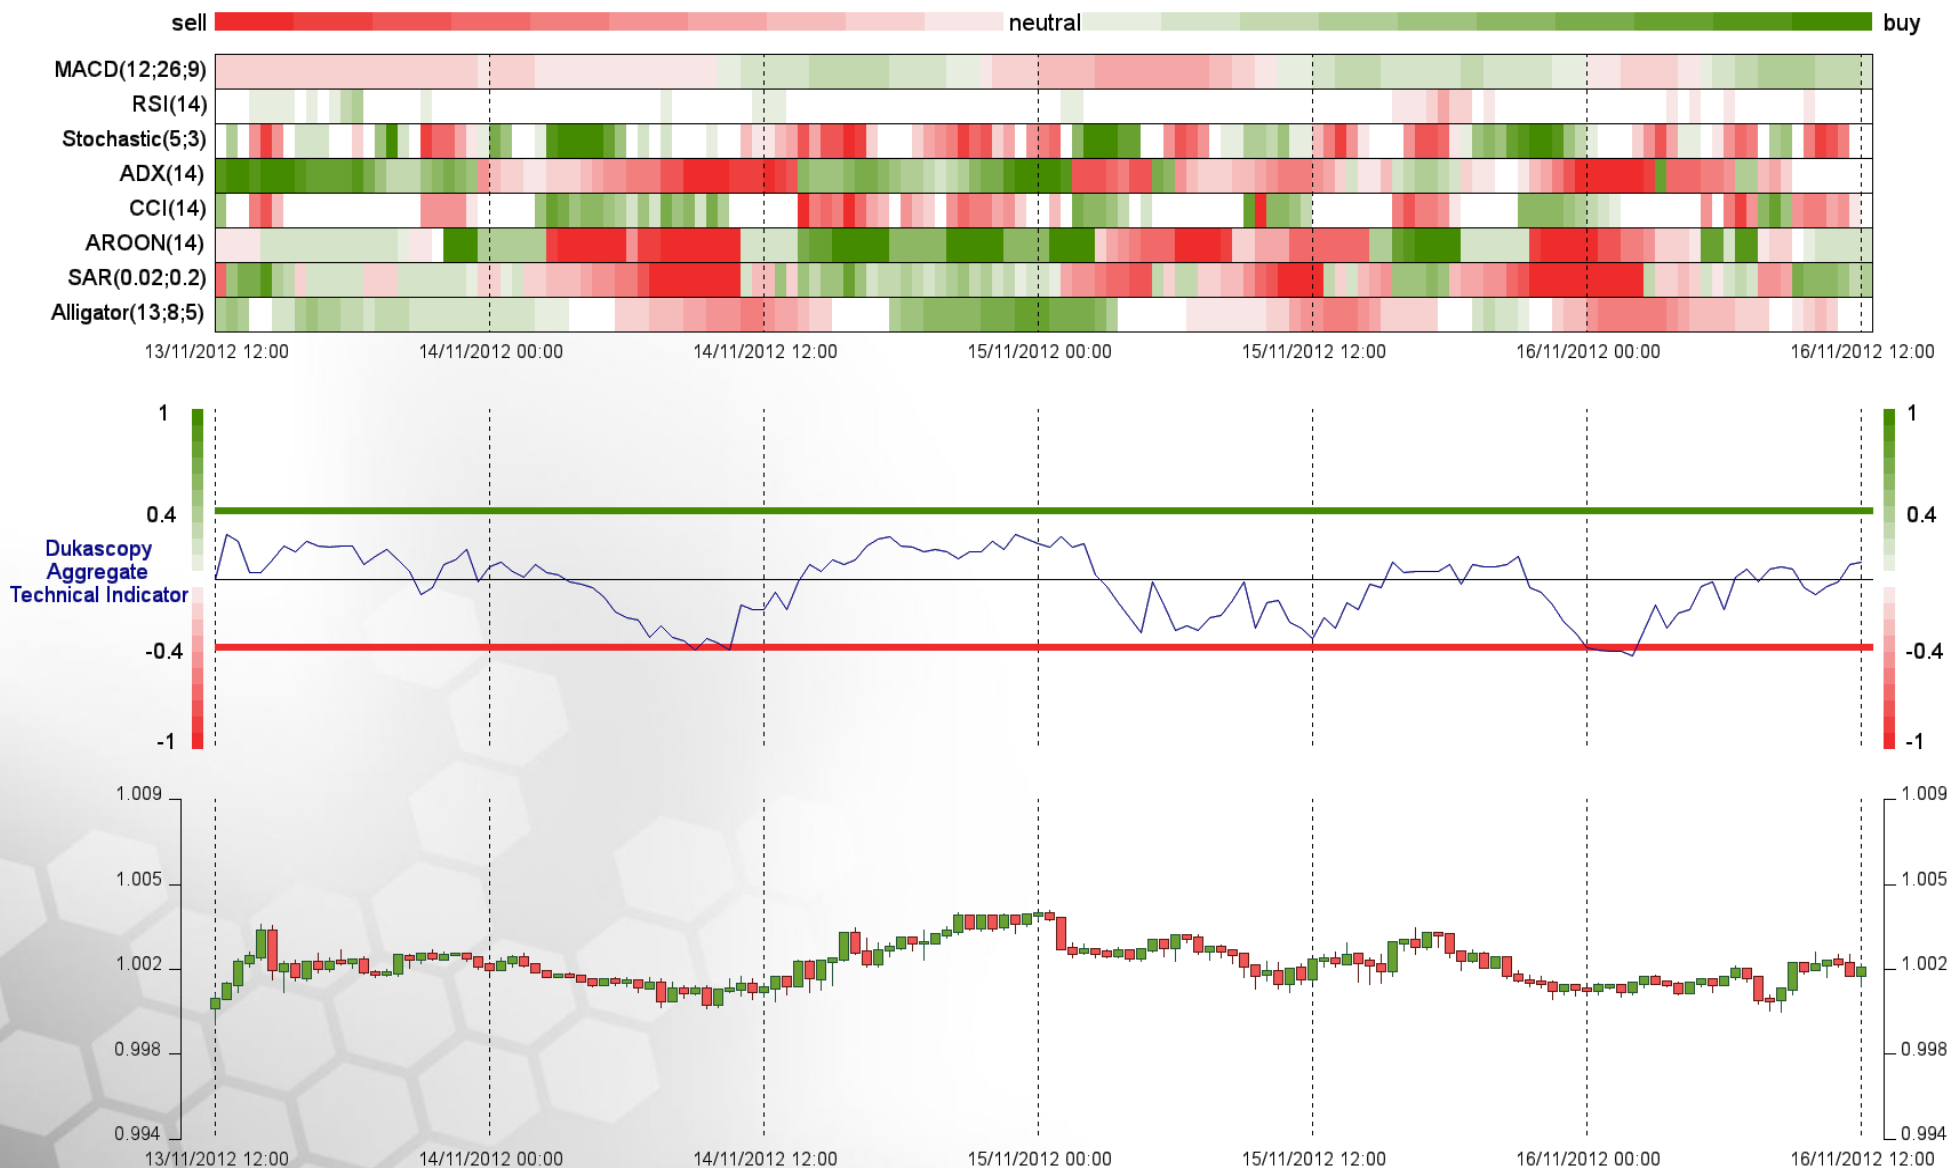 sell neutral buy
MACD(12;26;9)
RSI(14)
Stochastic(5;3)
ADX(14)
CCI(14)
AROON(14)
SAR(0.02;0.2)
Alligator(13;8;5)
13/11/2012 12:00 14/11/2012 00:00 14/11/2012 12:00 15/11/2012 00:00 15/11/2012 12:00 16/11/2012 00:00 16/11/2012 12:00
1 1
0.4 0.4
Dukascopy
Aggregate
Technical Indicator
-0.4 -0.4
-1 -1
1.009 1.009
1.005 1.005
1.002 1.002
0.998 0.998
0.994 0.994
13/11/2012 12:00 14/11/2012 00:00 14/11/2012 12:00 15/11/2012 00:00 15/11/2012 12:00 16/11/2012 00:00 16/11/2012 12:00